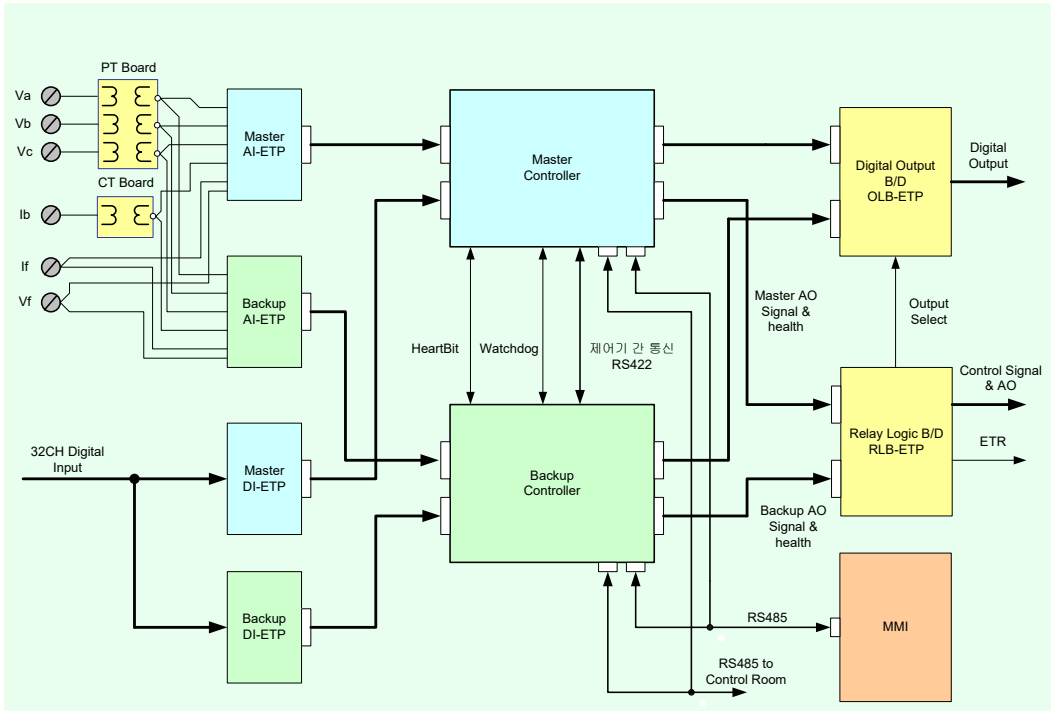 PT Board
Va
Vb
Vc
CT Board
Ib
If
Vf
Master
AI-ETP
Backup
AI-ETP
32CH Digital
Input
Master
DI-ETP
Backup
DI-ETP
Master
Controller
HeartBit
Watchdog
제어기 간 통신
RS422
Backup
Controller
Digital Output
B/D
OLB-ETP
Digital
Output
Master AO
Signal &
health
Output
Select
Relay Logic B/D
RLB-ETP
Control Signal
& AO
ETR
Backup AO
Signal &
health
RS485
MMI
RS485 to
Control Room